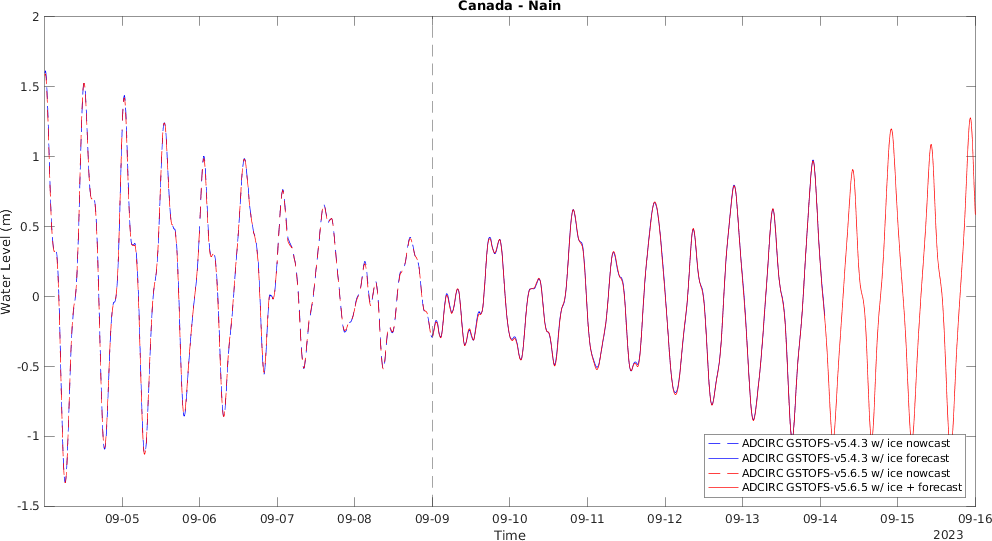 Canada - Nain
2
1.5
1
0.5
0
-0.5
-1
-1.5
Water Level (m)
ADCIRC GSTOFS-v5.4.3 w/ ice nowcast
ADCIRC GSTOFS-v5.4.3 w/ ice forecast
ADCIRC GSTOFS-v5.6.5 w/ ice nowcast
ADCIRC GSTOFS-v5.6.5 w/ ice + forecast
09-05 09-06 09-07 09-08 09-09 09-10 09-11 09-12 09-13 09-14 09-15 09-16
Time
2023